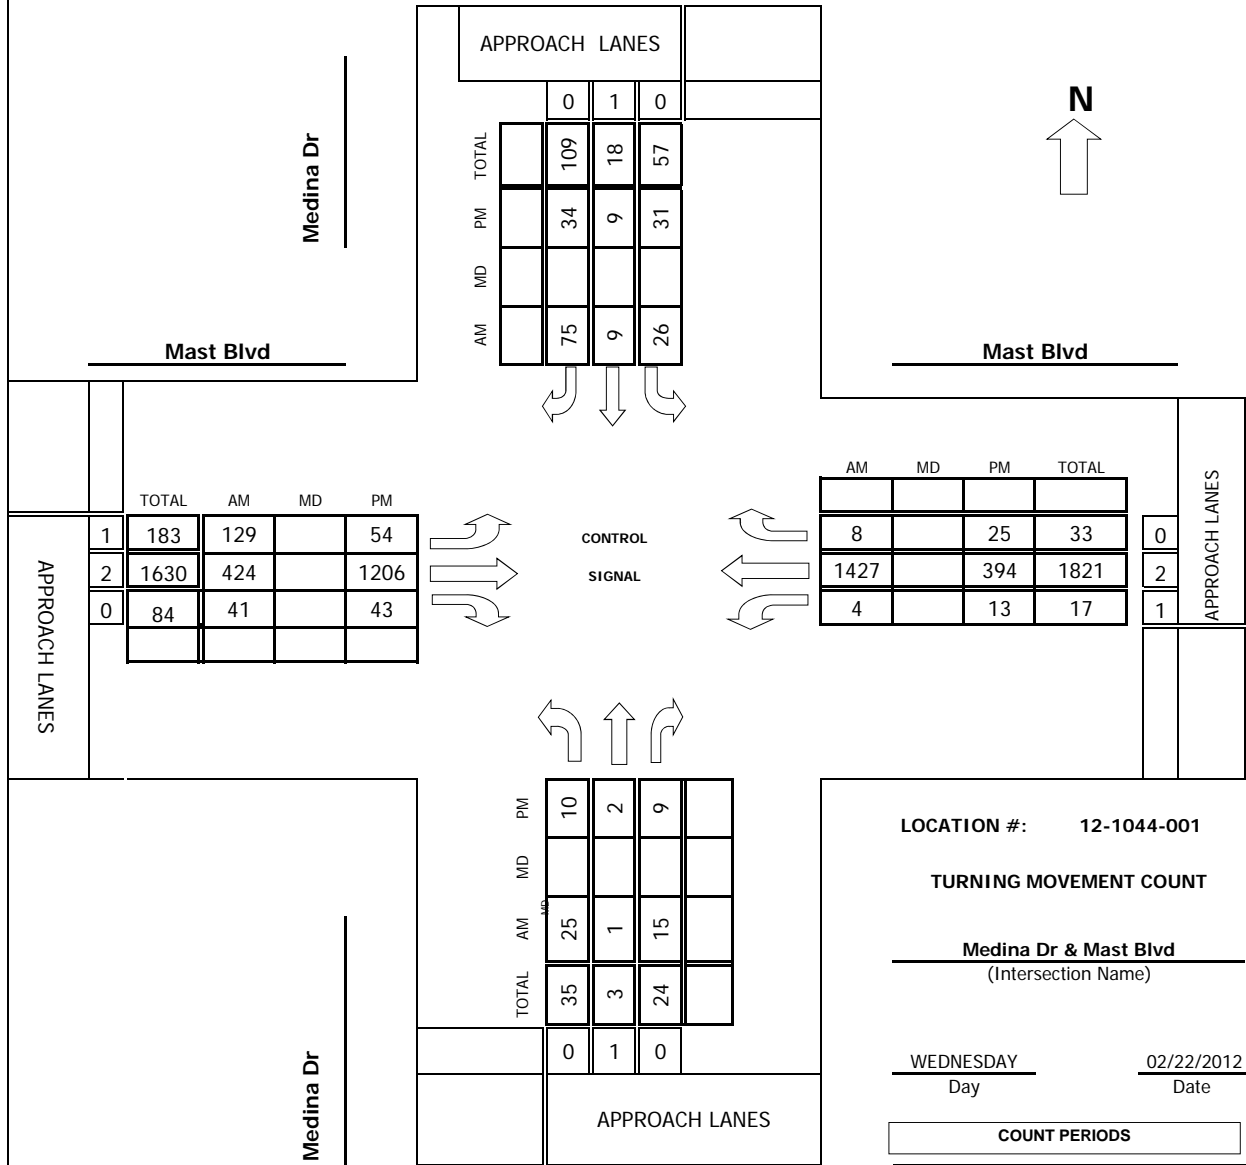 APPROACH LANES
0 1 0
N
Medina Dr
TOTAL 109 18 57
PM 34 9 31
MD
AM 75 9 26
Mast Blvd
Mast Blvd
AM MD PM TOTAL
8 25 33 0
1427 394 1821 2
4 13 17 1
APPROACH LANES
TOTAL AM MD PM
1 183 129 54
2 1630 424 1206
0 84 41 43
APPROACH LANES
CONTROL
SIGNAL
PM 10 2 9
MD
MD
AM 25 1 15
TOTAL 35 3 24
0 1 0
APPROACH LANES
Medina Dr
LOCATION #: 12-1044-001
TURNING MOVEMENT COUNT
Medina Dr & Mast Blvd
(Intersection Name)
WEDNESDAY 02/22/2012
Day Date
COUNT PERIODS